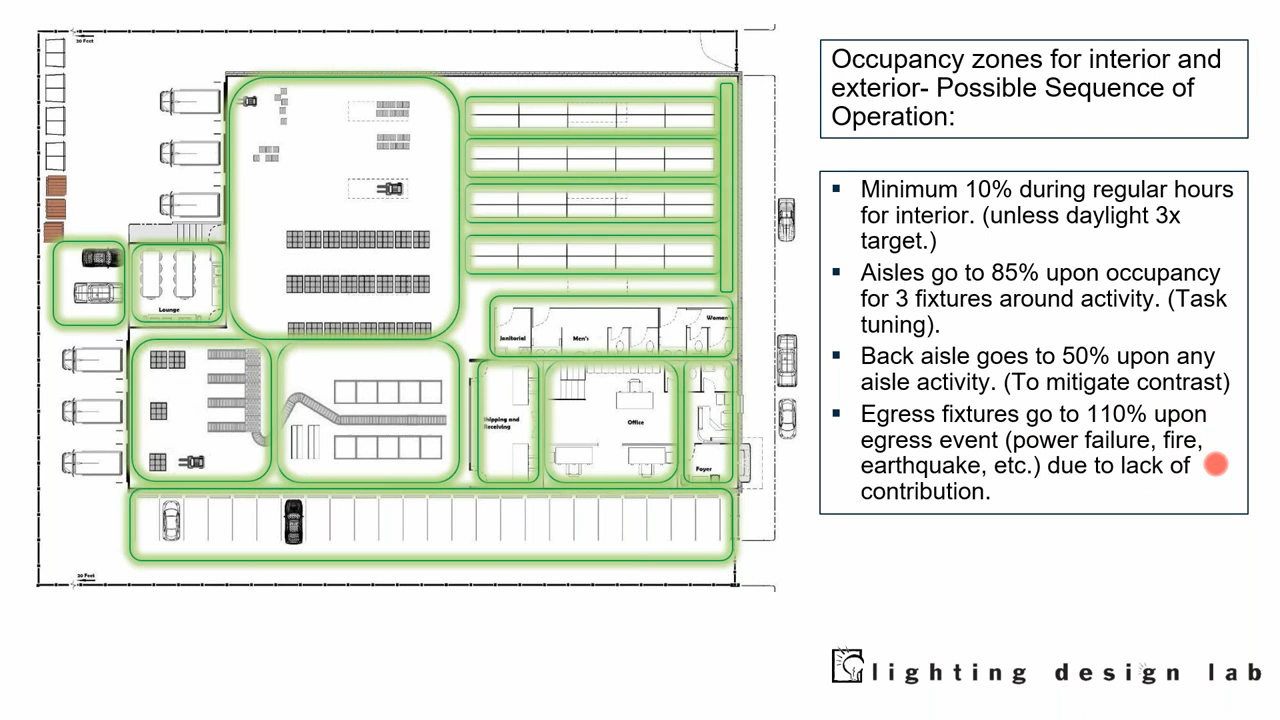 20 Feet
Occupancy zones for interior and
exterior- Possible Sequence of
Operation:
▪ Minimum 10% during regular hours
for interior. (unless daylight 3x
target.)
▪ Aisles go to 85% upon occupancy
for 3 fixtures around activity. (Task
tuning).
▪ Back aisle goes to 50% upon any
aisle activity. (To mitigate contrast)
▪ Egress fixtures go to 110% upon
egress event (power failure, fire,
earthquake, etc.) due to lack of
contribution.
Lounge
Janitorial
Men's
Women's
Shipping and
Receiving
Office
Foyer
20 Feet
lighting design lab